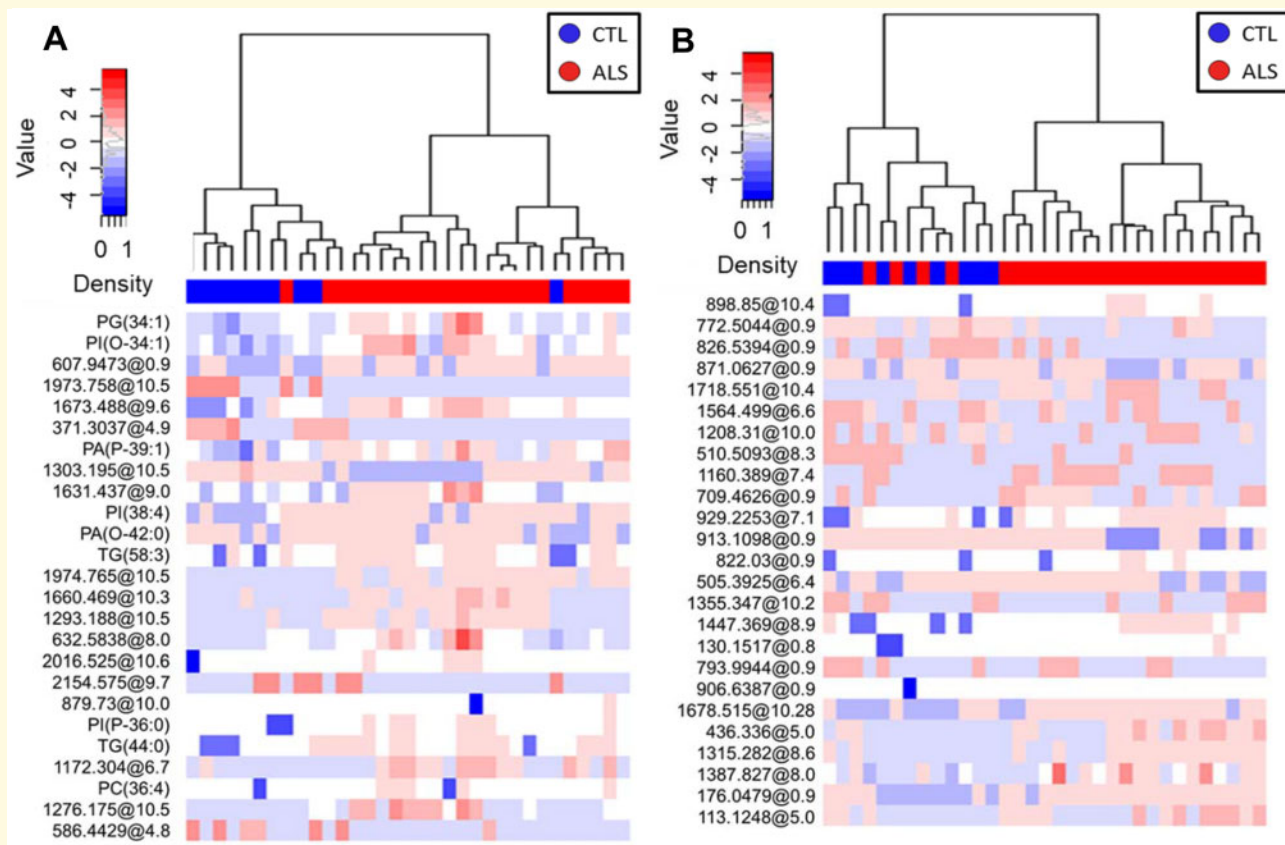 A
CTL
ALS
Value
4
2
0
-2
-4
0 1
Density
PG(34:1)
PI(O-34:1)
607.9473@0.9
1973.758@10.5
1673.488@9.6
371.3037@4.9
PA(P-39:1)
1303.195@10.5
1631.437@9.0
PI(38:4)
PA(O-42:0)
TG(58:3)
1974.765@10.5
1660.469@10.3
1293.188@10.5
632.5838@8.0
2016.525@10.6
2154.575@9.7
879.73@10.0
PI(P-36:0)
TG(44:0)
1172.304@6.7
PC(36:4)
1276.175@10.5
586.4429@4.8
B
CTL
ALS
Value
4
2
0
-2
-4
0 1
Density
898.85@10.4
772.5044@0.9
826.5394@0.9
871.0627@0.9
1718.551@10.4
1564.499@6.6
1208.31@10.0
510.5093@8.3
1160.389@7.4
709.4626@0.9
929.2253@7.1
913.1098@0.9
822.03@0.9
505.3925@6.4
1355.347@10.2
1447.369@8.9
130.1517@0.8
793.9944@0.9
906.6387@0.9
1678.515@10.28
436.336@5.0
1315.282@8.6
1387.827@8.0
176.0479@0.9
113.1248@5.0